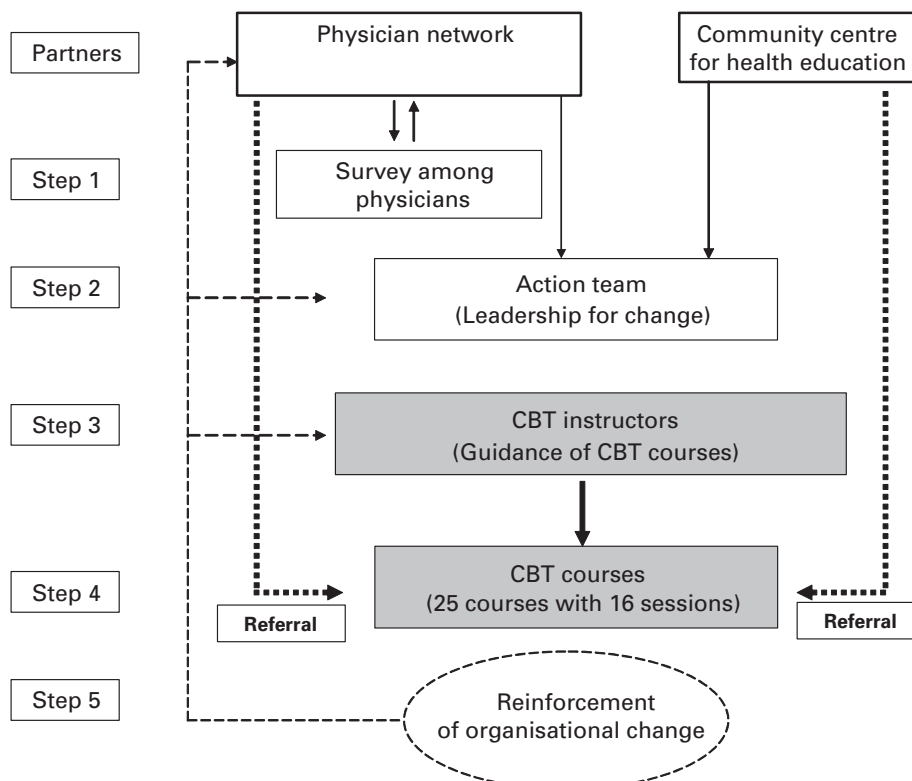 Partners
Physician network
Community centre
for health education
Step 1
Survey among
physicians
Step 2
Action team
(Leadership for change)
Step 3
CBT instructors
(Guidance of CBT courses)
Step 4
CBT courses
(25 courses with 16 sessions)
Referral
Referral
Step 5
Reinforcement
of organisational change